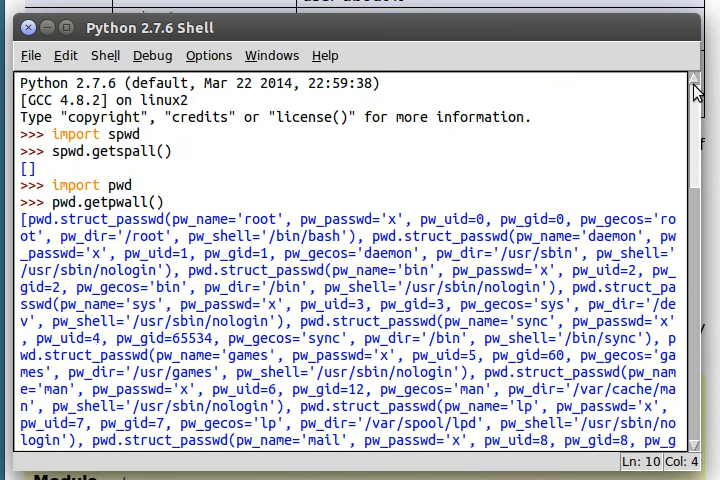 Python 2.7.6 Shell
File Edit Shell Debug Options Windows Help
Python 2.7.6 (default, Mar 22 2014, 22:59:38)
[GCC 4.8.2] on linux2
Type "copyright", "credits" or "license()" for more information.
>>> import spwd
>>> spwd.getspall()
[]
>>> import pwd
>>> pwd.getpwall()
[pwd.struct_passwd(pw_name='root', pw_passwd='x', pw_uid=0, pw_gid=0, pw_gecos='ro
ot', pw_dir='/root', pw_shell='/bin/bash'), pwd.struct_passwd(pw_name='daemon', pw
_passwd='x', pw_uid=1, pw_gid=1, pw_gecos='daemon', pw_dir='/usr/sbin', pw_shell='
/usr/sbin/nologin'), pwd.struct_passwd(pw_name='bin', pw_passwd='x', pw_uid=2, pw_
gid=2, pw_gecos='bin', pw_dir='/bin', pw_shell='/usr/sbin/nologin'), pwd.struct_pa
sswd(pw_name='sys', pw_passwd='x', pw_uid=3, pw_gid=3, pw_gecos='sys', pw_dir='/de
v', pw_shell='/usr/sbin/nologin'), pwd.struct_passwd(pw_name='sync', pw_passwd='x'
, pw_uid=4, pw_gid=65534, pw_gecos='sync', pw_dir='/bin', pw_shell='/bin/sync'), p
wd.struct_passwd(pw_name='games', pw_passwd='x', pw_uid=5, pw_gid=60, pw_gecos='ga
mes', pw_dir='/usr/games', pw_shell='/usr/sbin/nologin'), pwd.struct_passwd(pw_nam
e='man', pw_passwd='x', pw_uid=6, pw_gid=12, pw_gecos='man', pw_dir='/var/cache/ma
n', pw_shell='/usr/sbin/nologin'), pwd.struct_passwd(pw_name='lp', pw_passwd='x',
pw_uid=7, pw_gid=7, pw_gecos='lp', pw_dir='/var/spool/lpd', pw_shell='/usr/sbin/no
login'), pwd.struct_passwd(pw_name='mail', pw_passwd='x', pw_uid=8, pw_gid=8, pw_g
Ln: 10 Col: 4